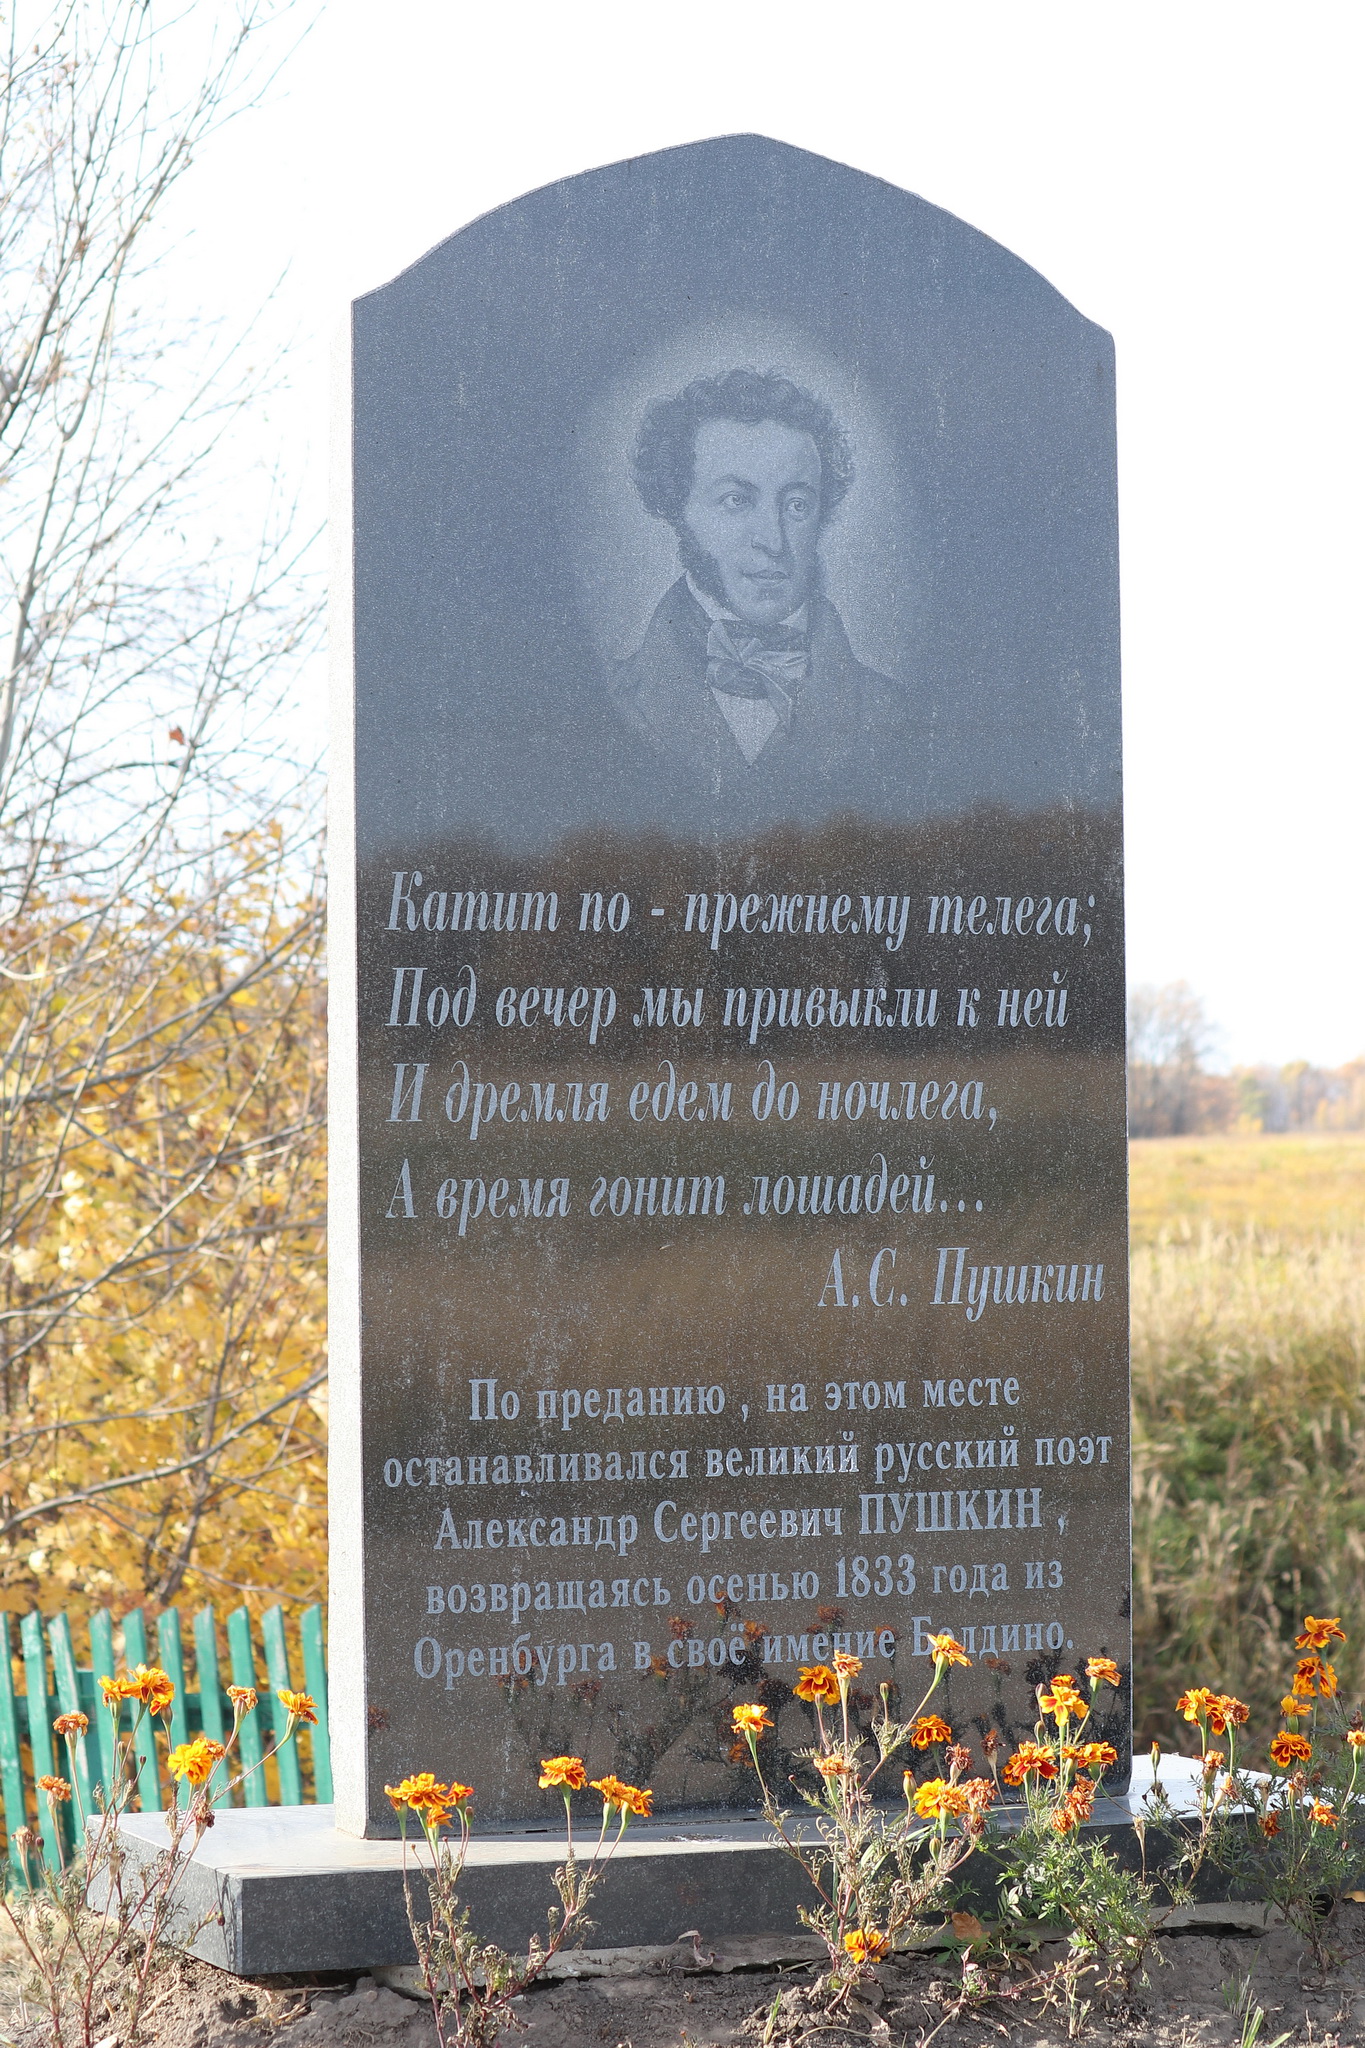 Катит по - прежнему телега;
Под вечер мы привыкли к ней
И дремля едем до ночлега,
А время гонит лошадей...
А.С. Пушкин
По преданию , на этом месте
останавливался великий русский поэт
Александр Сергеевич ПУШКИН ,
возвращаясь осенью 1833 года из
Оренбурга в своё имение Болдино.